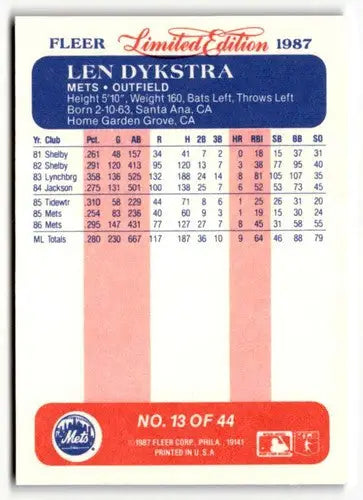 FLEER Limited Edition 1987
LEN DYKSTRA
METS • OUTFIELD
Height 5'10", Weight 160, Bats Left, Throws Left
Born 2-10-63, Santa Ana, CA
Home Garden Grove, CA
Yr. Club Pct. G AB R H 2B 3B HR RBI SB BB SO
81 Shelby .261 48 157 34 41 7 2 0 18 15 37 31
82 Shelby .291 120 413 95 120 13 7 3 38 77 95 40
83 Lynchbrg .358 136 525 132 188 24 14 8 81 105 107 35
84 Jackson .275 131 501 100 138 25 7 6 52 53 73 45
85 Tidewtr .310 58 229 44 71 8 6 1 25 26 31 20
85 Mets .254 83 236 40 60 9 3 1 19 15 30 24
86 Mets .295 147 431 77 127 27 7 8 45 31 58 55
ML Totals .280 230 667 117 187 36 10 9 64 46 88 79
Mets
NO. 13 OF 44
©1987 FLEER CORP., PHILA. 19141
PRINTED IN U.S.A